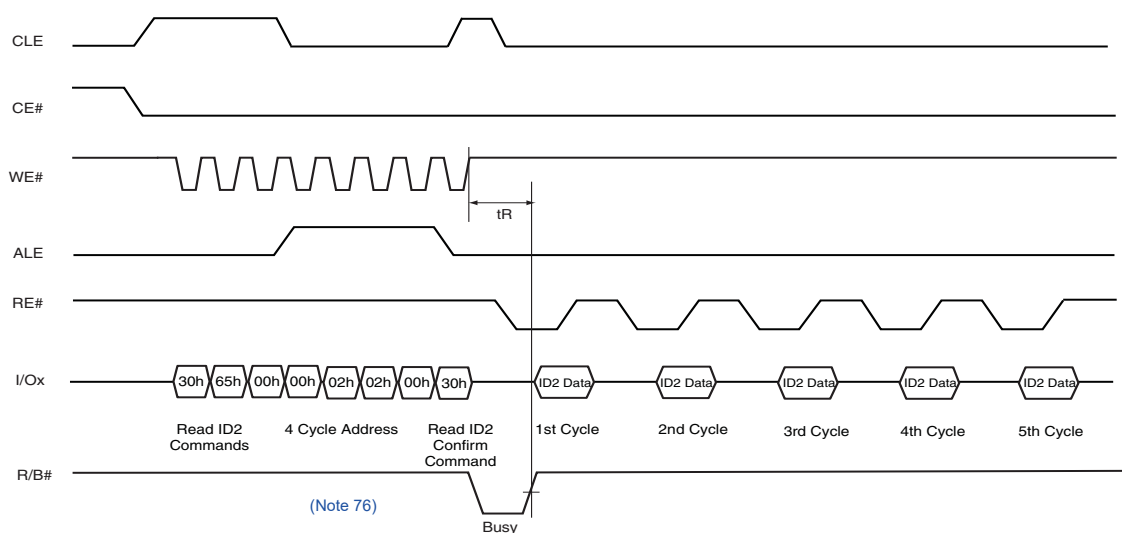 CLE
CE#
WE#
tR
ALE
RE#
I/Ox
30h 65h 00h 00h 02h 02h 00h 30h
ID2 Data ID2 Data ID2 Data ID2 Data ID2 Data
Read ID2
Commands
4 Cycle Address
Read ID2
Confirm
Command
1st Cycle
2nd Cycle
3rd Cycle
4th Cycle
5th Cycle
R/B#
(Note 76)
Busy